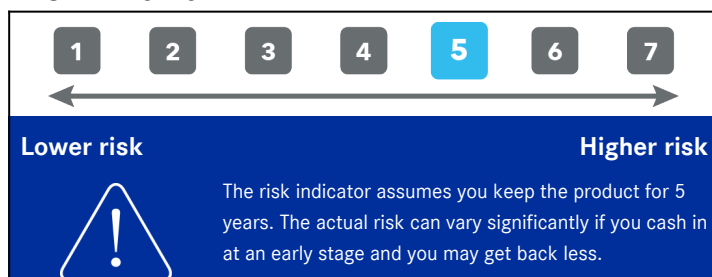 1 2 3 4 5 6 7
Lower risk Higher risk
The risk indicator assumes you keep the product for 5
years. The actual risk can vary significantly if you cash in
at an early stage and you may get back less.